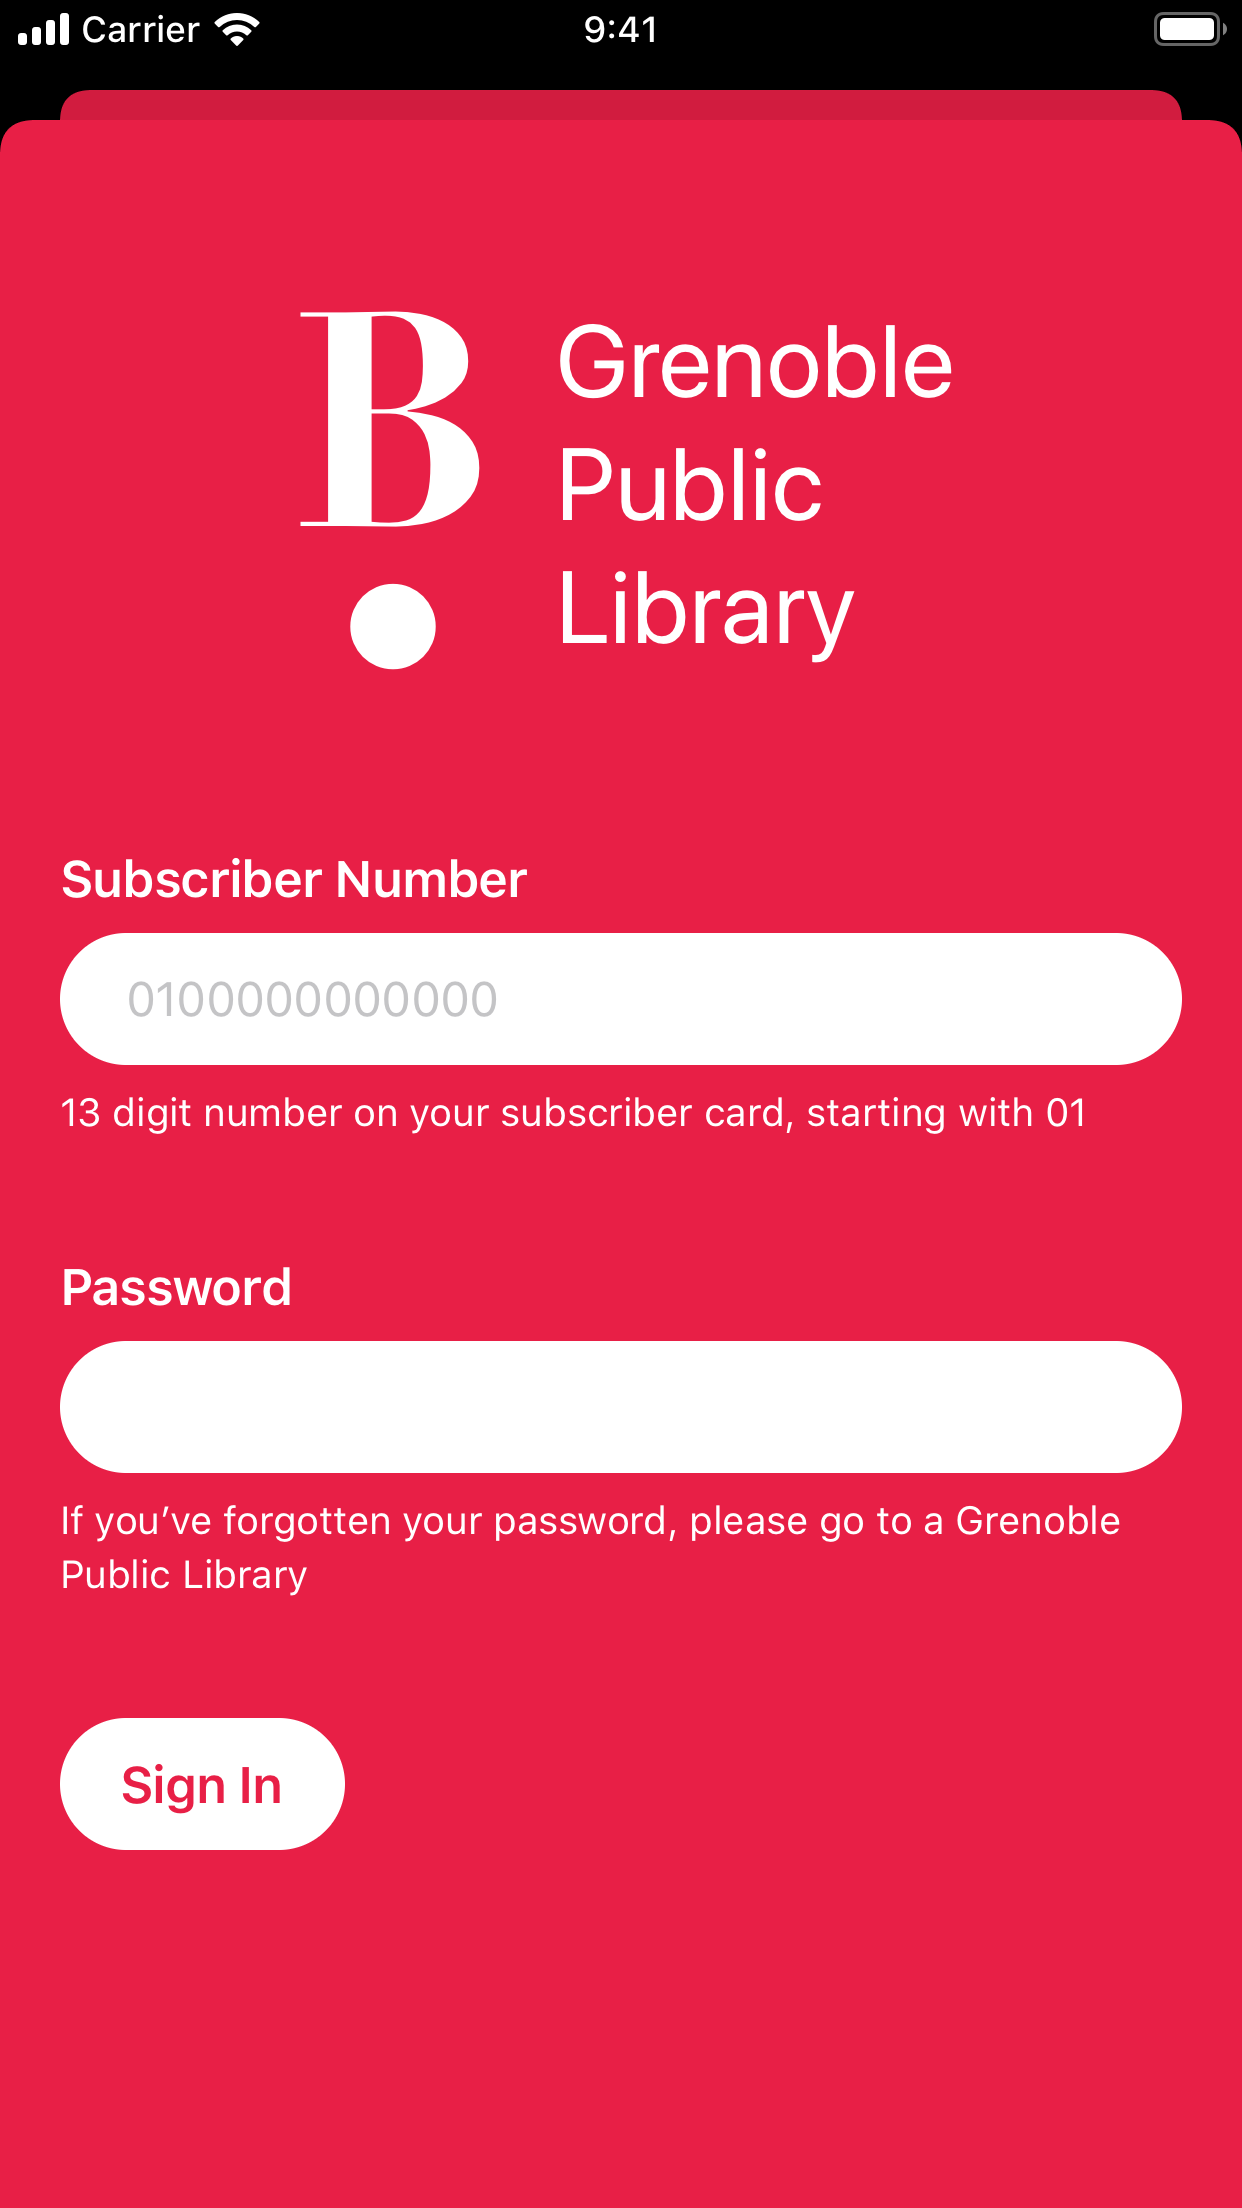 Carrier 9:41
B
Grenoble
Public
Library
Subscriber Number
0100000000000
13 digit number on your subscriber card, starting with 01
Password
If you’ve forgotten your password, please go to a Grenoble
Public Library
Sign In